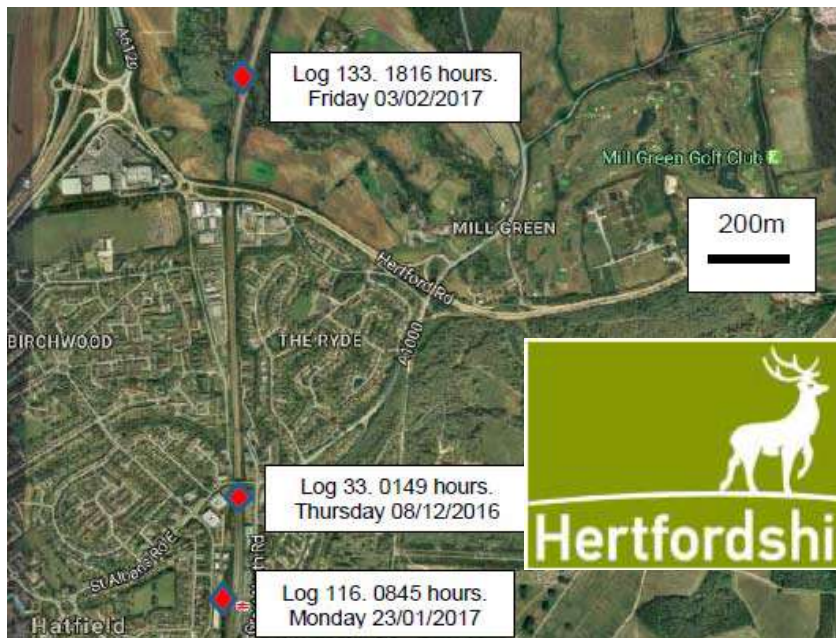 A6129
Log 133. 1816 hours.
Friday 03/02/2017
Mill Green Golf Club
200m
MILL GREEN
Hertford Rd
BIRCHWOOD
THE RYDE
A1000
Log 33. 0149 hours.
Thursday 08/12/2016
Hertfordshi
St Albans Rd E
Log 116. 0845 hours.
Monday 23/01/2017
Hatfield